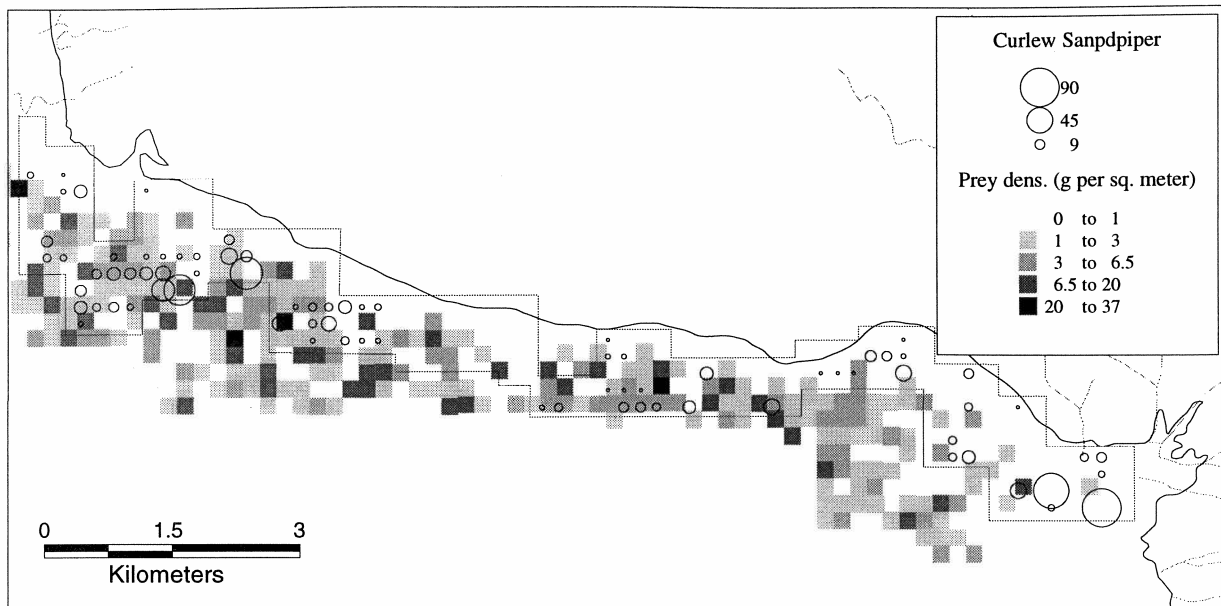 Curlew Sanpdpiper
90
45
9
Prey dens. (g per sq. meter)
0 to 1
1 to 3
3 to 6.5
6.5 to 20
20 to 37
0 1.5 3
Kilometers